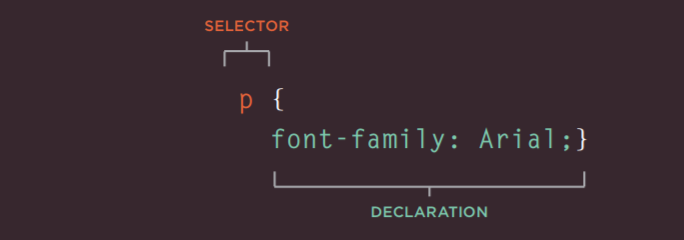 SELECTOR
p {
font-family: Arial;}
DECLARATION